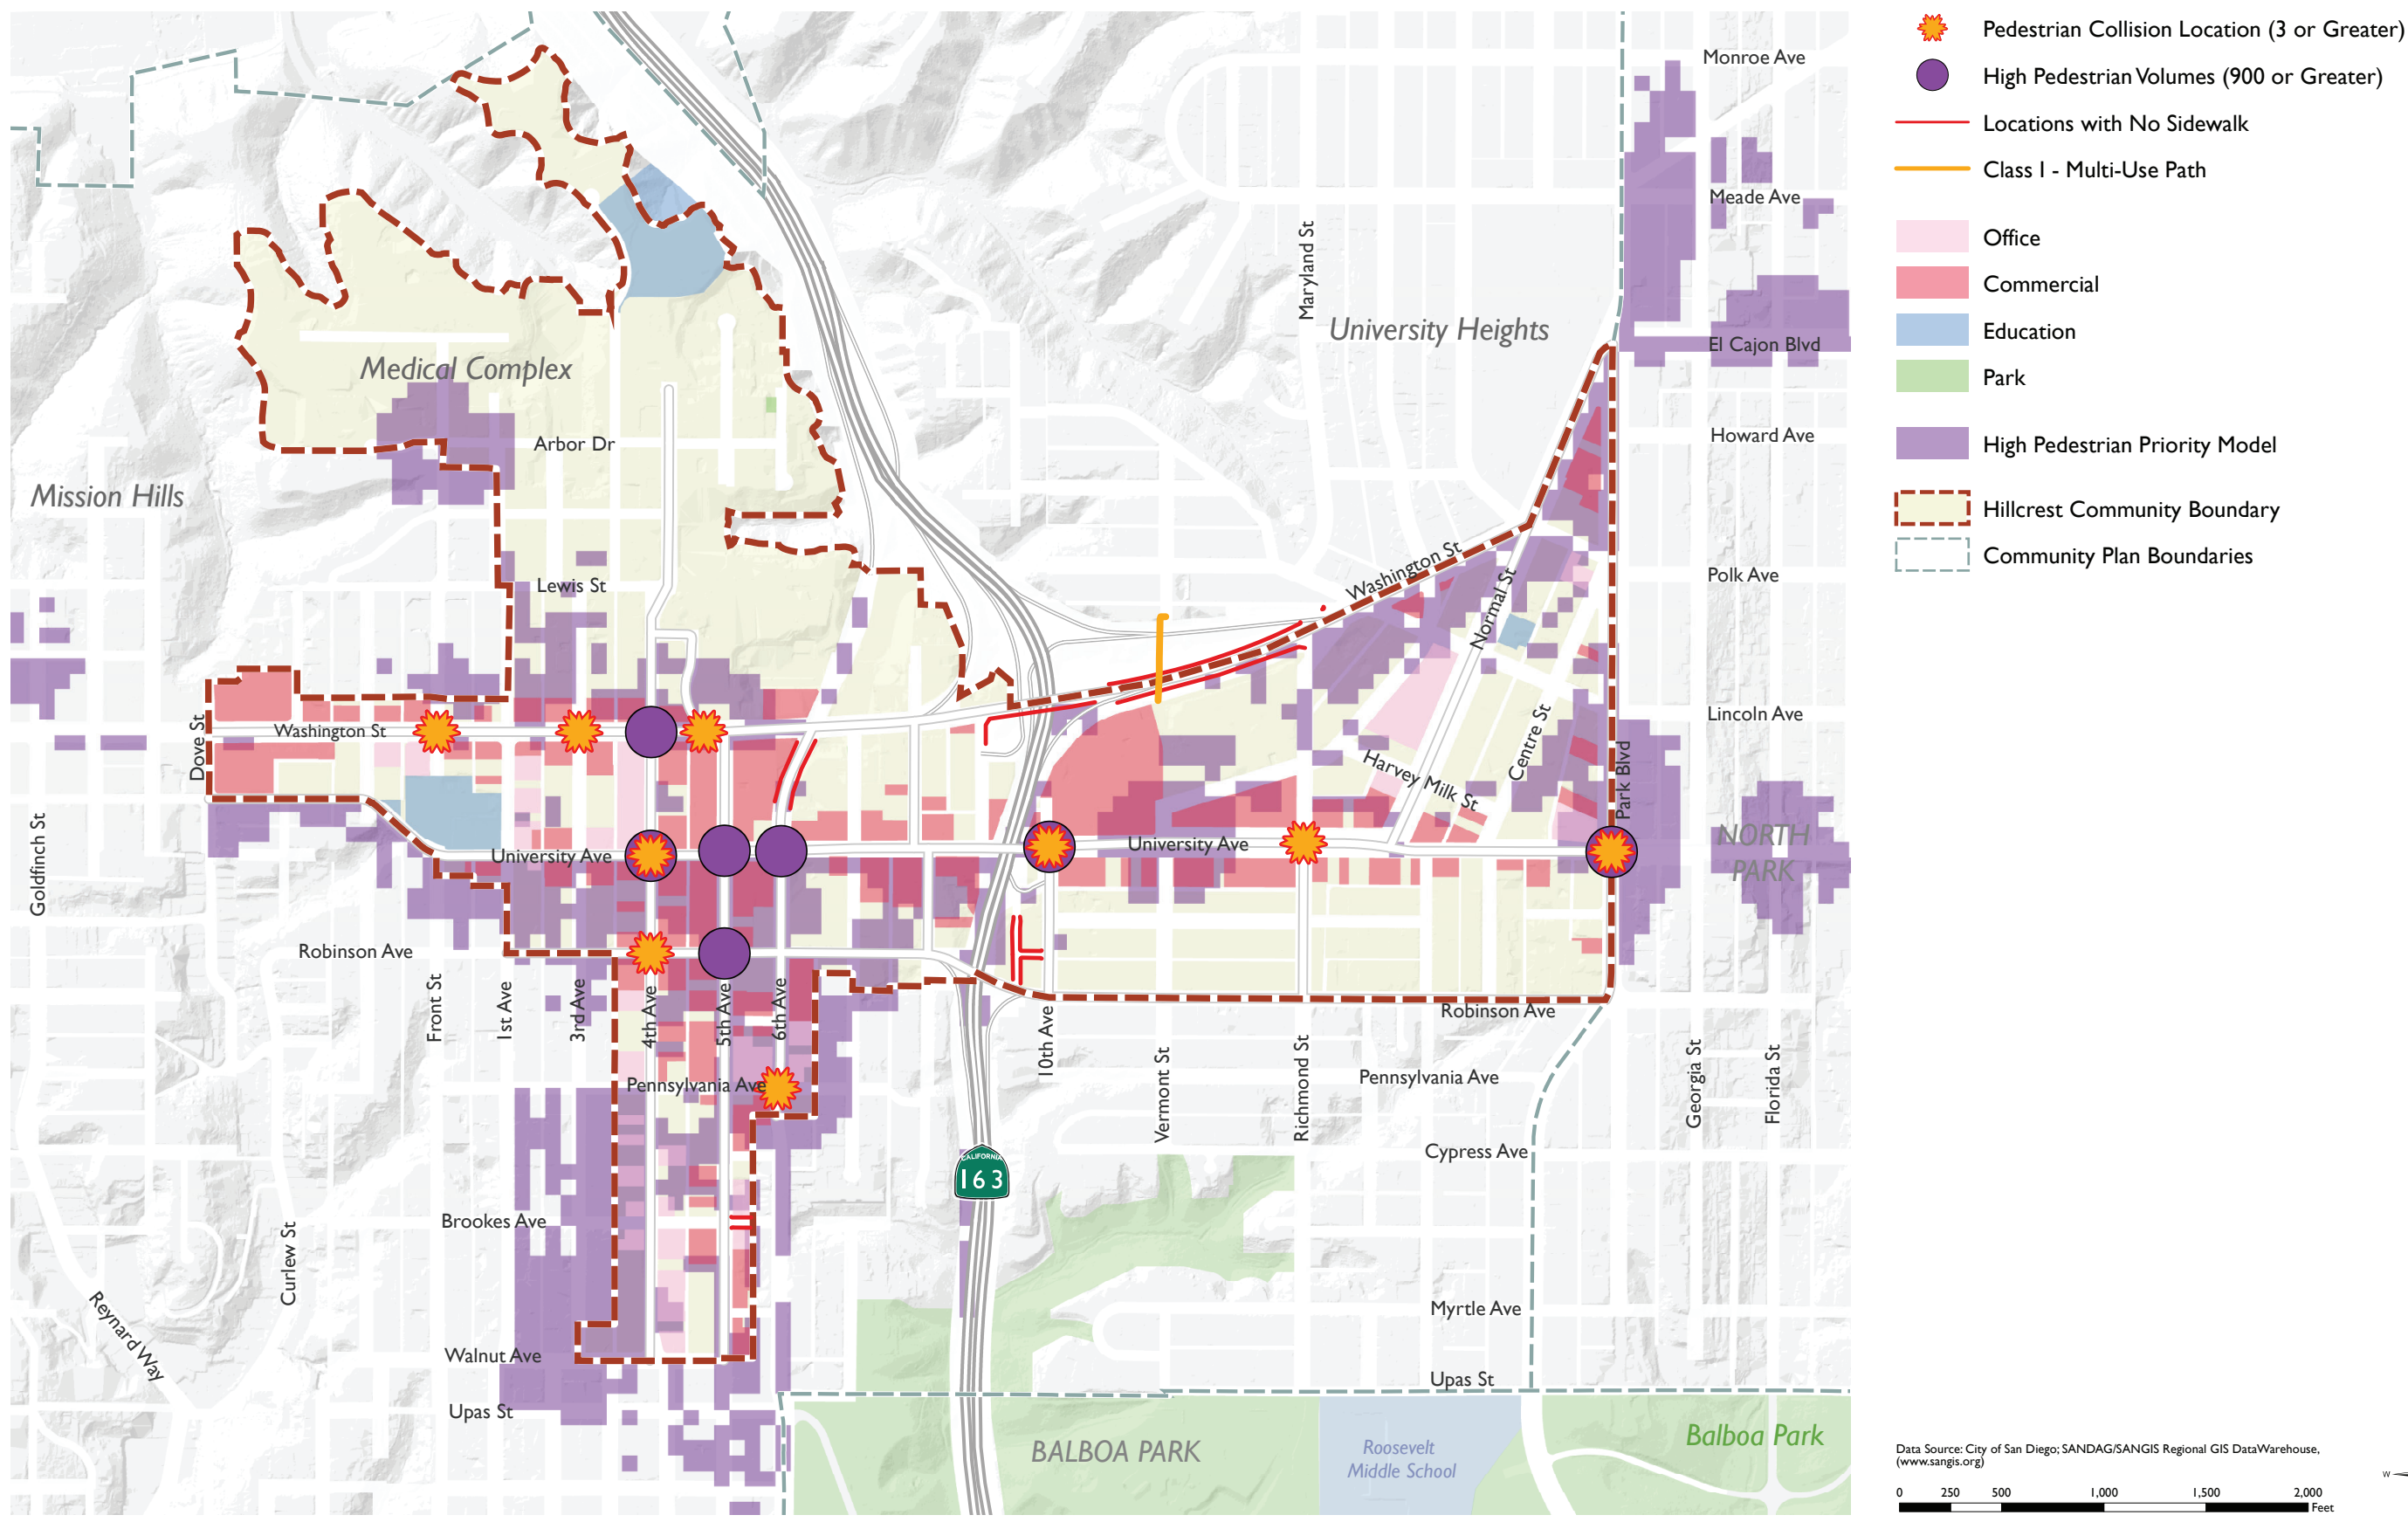 Pedestrian Collision Location (3 or Greater)
High Pedestrian Volumes (900 or Greater)
Locations with No Sidewalk
Class I - Multi-Use Path
Office
Commercial
Education
Park
High Pedestrian Priority Model
Hillcrest Community Boundary
Community Plan Boundaries
Monroe Ave
Meade Ave
Maryland St
University Heights
El Cajon Blvd
Medical Complex
Howard Ave
Arbor Dr
Mission Hills
Washington St
Polk Ave
Lewis St
Normal St
Lincoln Ave
Dove St
Washington St
Centre St
Harvey Milk St
Park Blvd
Goldfinch St
University Ave
University Ave
NORTH
PARK
Robinson Ave
Front St
1st Ave
3rd Ave
4th Ave
5th Ave
6th Ave
Robinson Ave
10th Ave
Vermont St
Richmond St
Pennsylvania Ave
Pennsylvania Ave
Georgia St
Florida St
Cypress Ave
CALIFORNIA
163
Brookes Ave
Curlew St
Reynard Way
Myrtle Ave
Walnut Ave
Upas St
Upas St
BALBOA PARK
Roosevelt
Middle School
Balboa Park
Data Source: City of San Diego; SANDAG/SANGIS Regional GIS DataWarehouse,
(www.sangis.org)
W
0 250 500 1,000 1,500 2,000
Feet